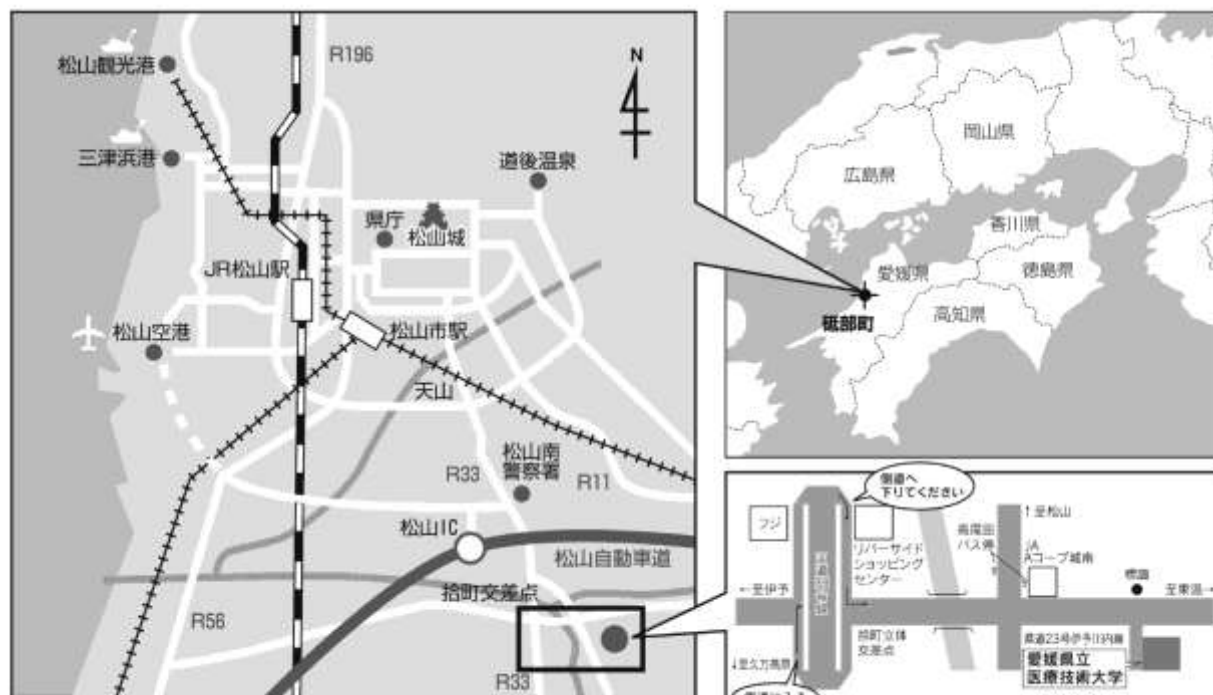 R196
N
松山観光港
三津浜港
道後温泉
県庁
松山城
JR松山駅
松山空港
松山市駅
天山
松山南
警察署
R33
R11
松山IC
松山自動車道
拾町交差点
R56
R33
岡山県
広島県
香川県
愛媛県
徳島県
高知県
砥部町
側道へ
下りてください
フジ
リバーサイド
ショッピング
センター
↑至松山
高尾田
バス停
JA
Aコープ城南
←至伊予
至東温→
拾町立体
交差点
県道23号伊予川内線
愛媛県立
医療技術大学
↓至久万高原